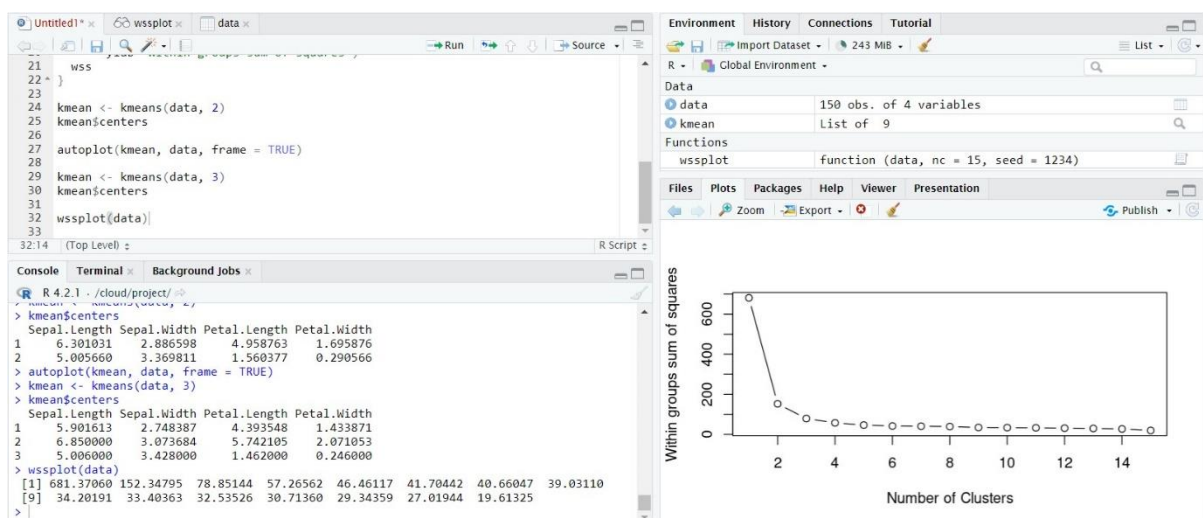 Untitled1* wssplot data
Run Source
21 wss
22 }
23
24 kmean <- kmeans(data, 2)
25 kmean$centers
26
27 autoplot(kmean, data, frame = TRUE)
28
29 kmean <- kmeans(data, 3)
30 kmean$centers
31
32 wssplot(data)
33
32:14 (Top Level) R Script
Console Terminal Background Jobs
R 4.2.1 · /cloud/project/
> kmean <- kmeans(data, 2)
> kmean$centers
Sepal.Length Sepal.Width Petal.Length Petal.Width
1 6.301031 2.886598 4.958763 1.695876
2 5.005660 3.369811 1.560377 0.290566
> autoplot(kmean, data, frame = TRUE)
> kmean <- kmeans(data, 3)
> kmean$centers
Sepal.Length Sepal.Width Petal.Length Petal.Width
1 5.901613 2.748387 4.393548 1.433871
2 6.850000 3.073684 5.742105 2.071053
3 5.006000 3.428000 1.462000 0.246000
> wssplot(data)
[1] 681.37060 152.34795 78.85144 57.26562 46.46117 41.70442 40.66047 39.03110
[9] 34.20191 33.40363 32.53526 30.71360 29.34359 27.01944 19.61325
>
Environment History Connections Tutorial
Import Dataset 243 MiB List
R Global Environment
Data
data 150 obs. of 4 variables
kmean List of 9
Functions
wssplot function (data, nc = 15, seed = 1234)
Files Plots Packages Help Viewer Presentation
Zoom Export Publish
Within groups sum of squares
600
400
200
0
2 4 6 8 10 12 14
Number of Clusters